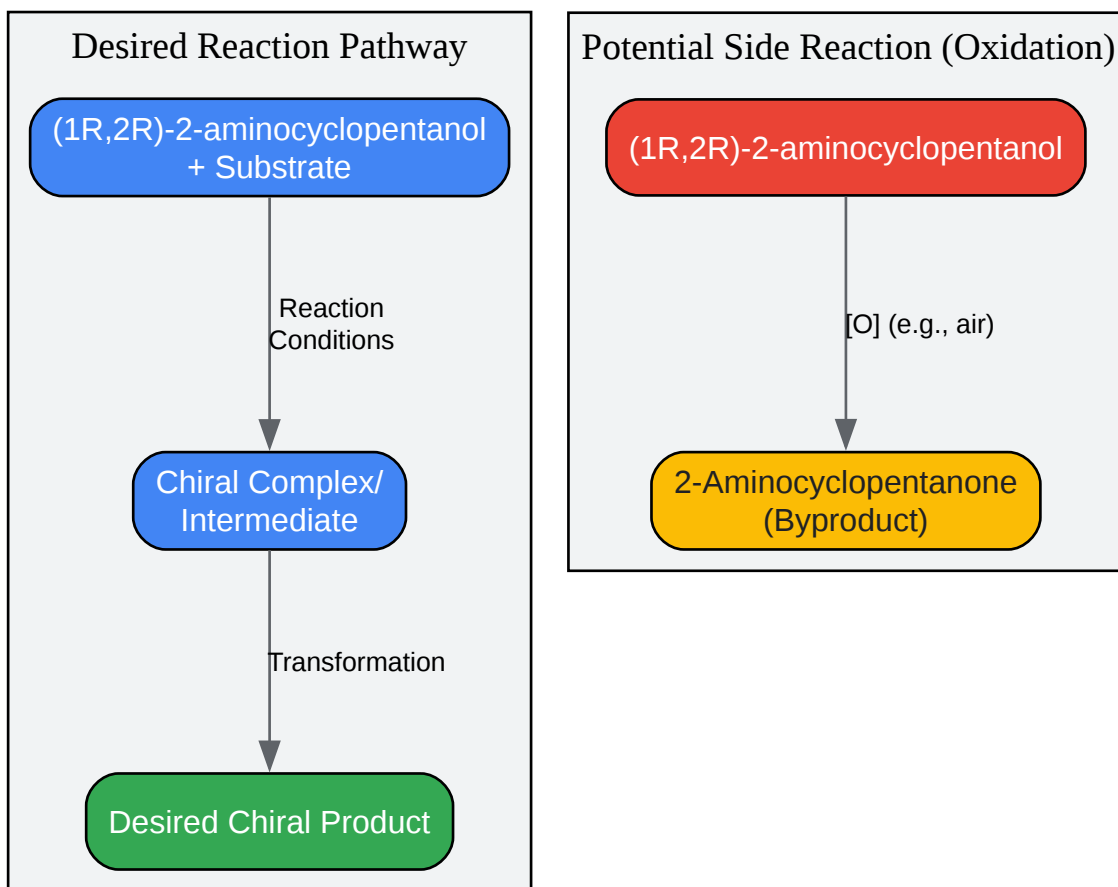 Desired Reaction Pathway
(1R,2R)-2-aminocyclopentanol
+ Substrate
Reaction
Conditions
Chiral Complex/
Intermediate
Transformation
Desired Chiral Product
Potential Side Reaction (Oxidation)
(1R,2R)-2-aminocyclopentanol
[O] (e.g., air)
2-Aminocyclopentanone
(Byproduct)